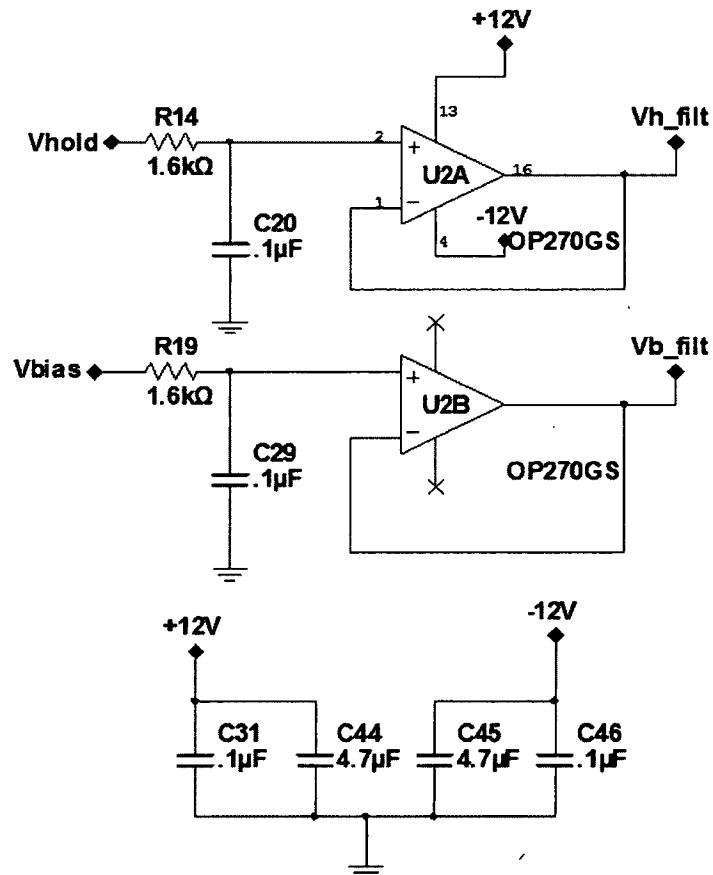 +12V
13
R14
Vhold
1.6kΩ
2
+
U2A
16
Vh_filt
1
−
-12V
4
OP270GS
C20
.1µF
R19
Vbias
1.6kΩ
+
U2B
−
Vb_filt
OP270GS
C29
.1µF
+12V
-12V
C31
.1µF
C44
4.7µF
C45
4.7µF
C46
.1µF